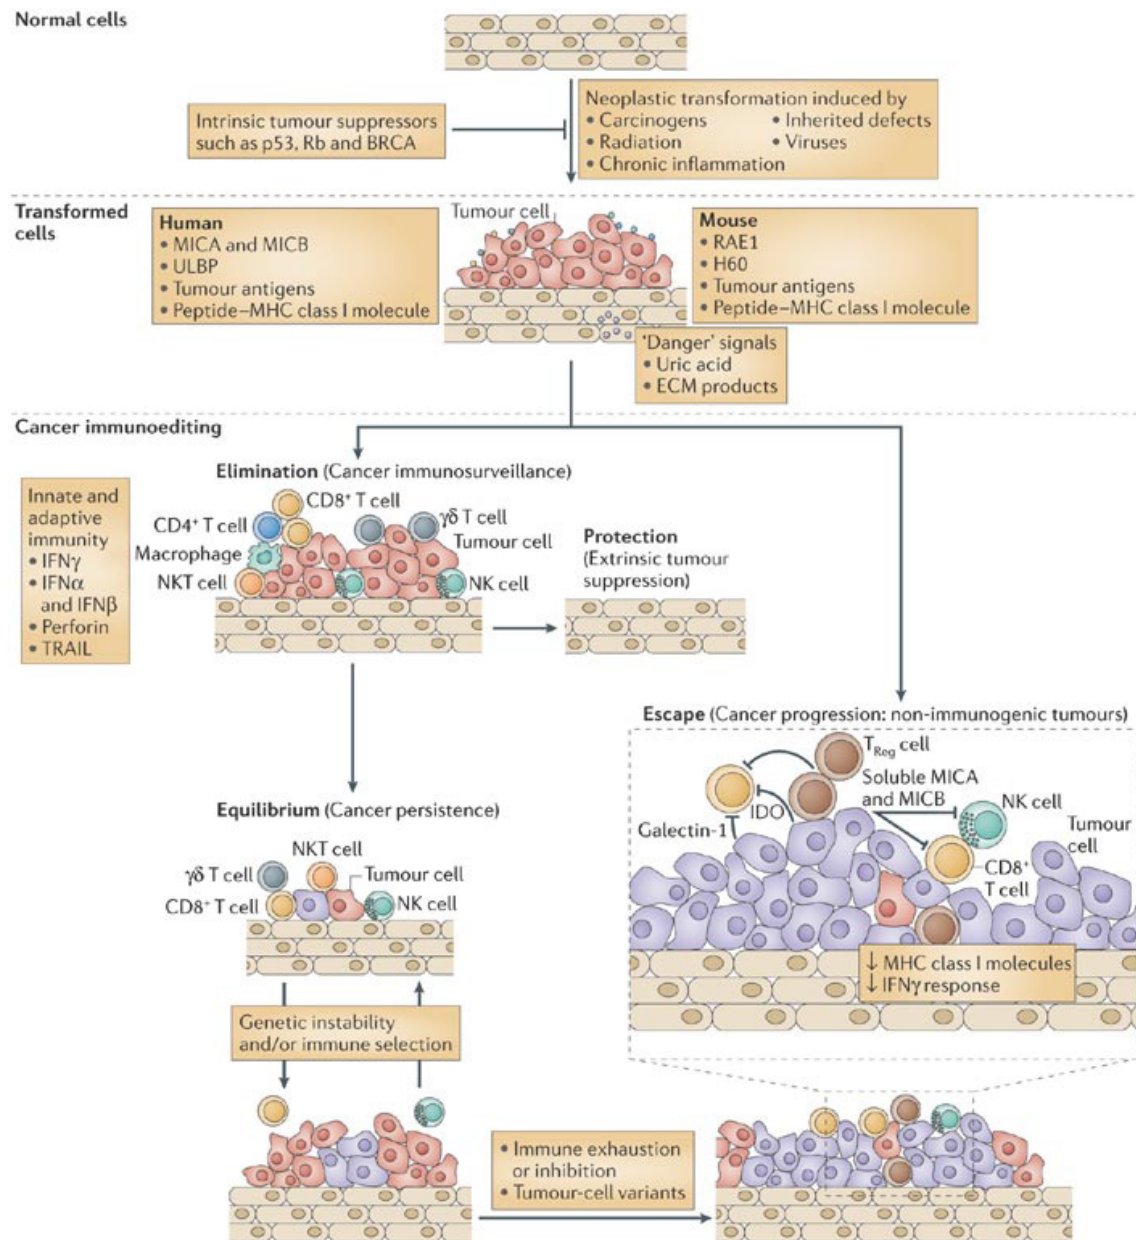 Normal cells
Intrinsic tumour suppressors
such as p53, Rb and BRCA
Neoplastic transformation induced by
• Carcinogens
• Inherited defects
• Radiation
• Viruses
• Chronic inflammation
Transformed
cells
Human
• MICA and MICB
• ULBP
• Tumour antigens
• Peptide–MHC class I molecule
Tumour cell
Mouse
• RAE1
• H60
• Tumour antigens
• Peptide–MHC class I molecule
'Danger' signals
• Uric acid
• ECM products
Cancer immunoediting
Innate and
adaptive
immunity
• IFNγ
• IFNα
and IFNβ
• Perforin
• TRAIL
Elimination (Cancer immunosurveillance)
CD8⁺ T cell
CD4⁺ T cell
γδ T cell
Macrophage
Tumour cell
NKT cell
NK cell
Protection
(Extrinsic tumour
suppression)
Escape (Cancer progression: non-immunogenic tumours)
T_Reg cell
Soluble MICA
and MICB
NK cell
IDO
Galectin-1
Tumour
cell
CD8⁺
T cell
↓ MHC class I molecules
↓ IFNγ response
Equilibrium (Cancer persistence)
NKT cell
γδ T cell
Tumour cell
CD8⁺ T cell
NK cell
Genetic instability
and/or immune selection
• Immune exhaustion
or inhibition
• Tumour-cell variants